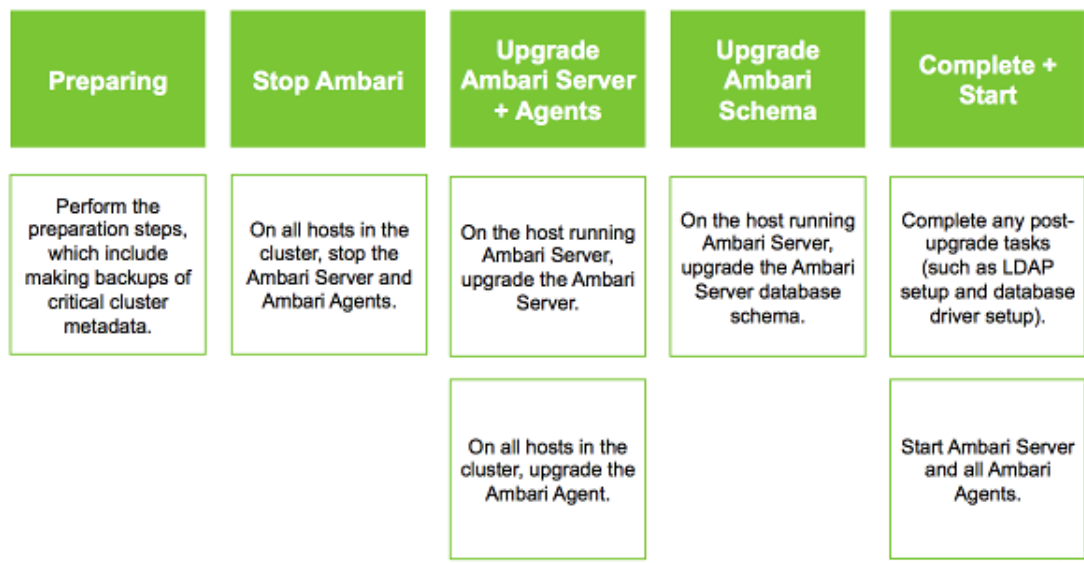 Preparing
Stop Ambari
Upgrade
Ambari Server
+ Agents
Upgrade
Ambari
Schema
Complete +
Start
Perform the
preparation steps,
which include
making backups of
critical cluster
metadata.
On all hosts in the
cluster, stop the
Ambari Server and
Ambari Agents.
On the host running
Ambari Server,
upgrade the Ambari
Server.
On the host running
Ambari Server,
upgrade the Ambari
Server database
schema.
Complete any post-
upgrade tasks
(such as LDAP
setup and database
driver setup).
On all hosts in the
cluster, upgrade the
Ambari Agent.
Start Ambari Server
and all Ambari
Agents.